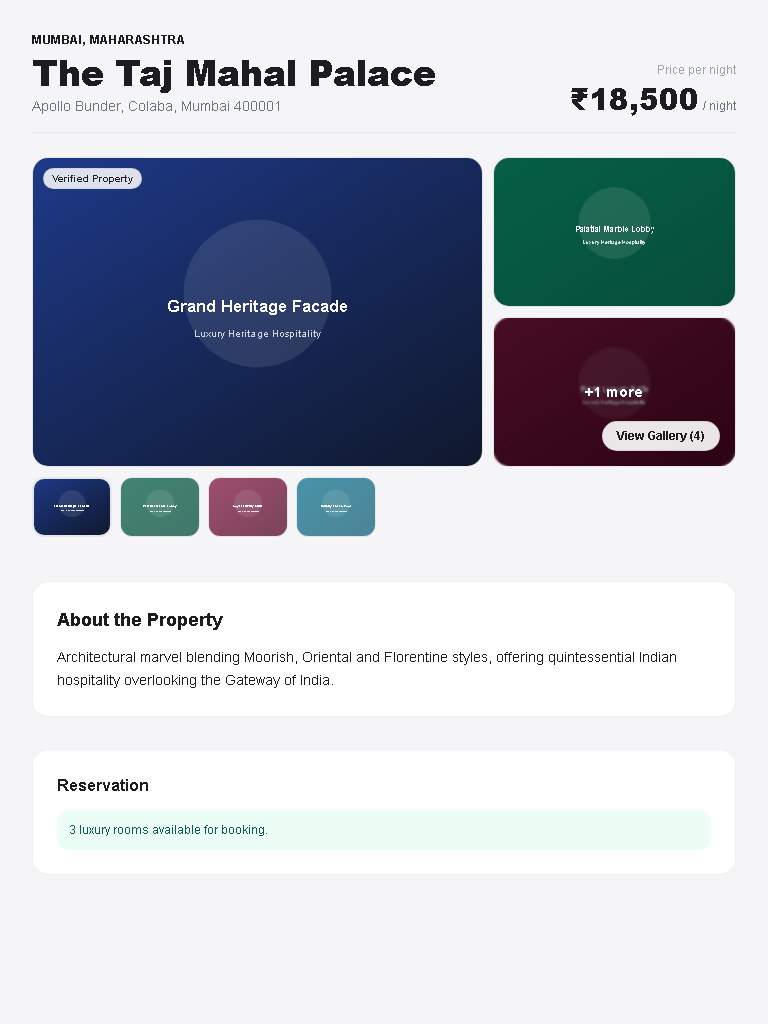 MUMBAI, MAHARASHTRA
The Taj Mahal Palace
Apollo Bunder, Colaba, Mumbai 400001
Price per night
₹18,500 / night
Verified Property
Grand Heritage Facade
Luxury Heritage Hospitality
Palatial Marble Lobby
Luxury Heritage Hospitality
+1 more
View Gallery (4)
About the Property
Architectural marvel blending Moorish, Oriental and Florentine styles, offering quintessential Indian
hospitality overlooking the Gateway of India.
Reservation
3 luxury rooms available for booking.